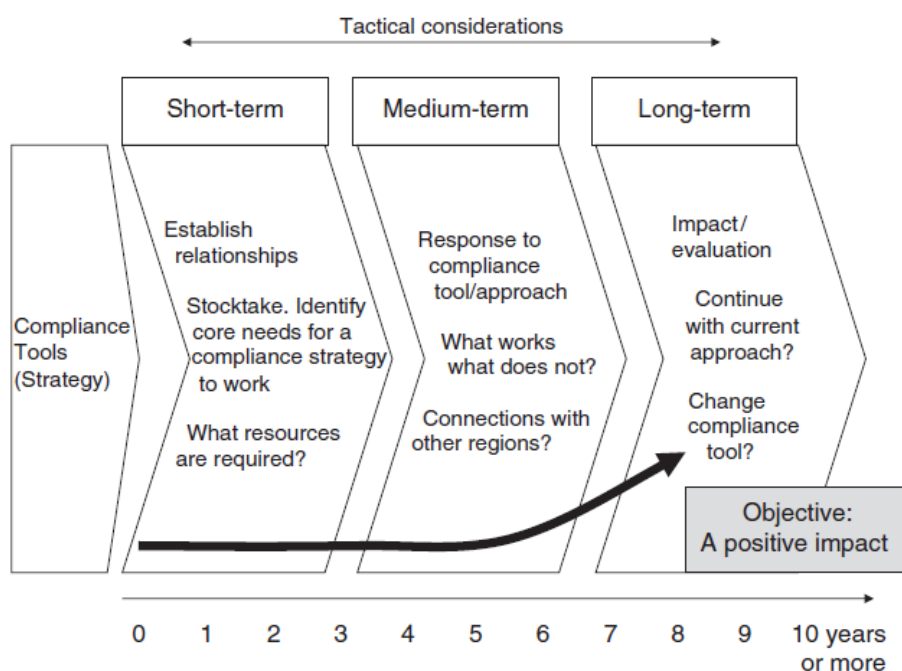 Tactical considerations
Short-term
Medium-term
Long-term
Compliance
Tools
(Strategy)
Establish
relationships
Stocktake. Identify
core needs for a
compliance strategy
to work
What resources
are required?
Response to
compliance
tool/approach
What works
what does not?
Connections with
other regions?
Impact/
evaluation
Continue
with current
approach?
Change
compliance
tool?
Objective:
A positive impact
0 1 2 3 4 5 6 7 8 9 10 years
or more